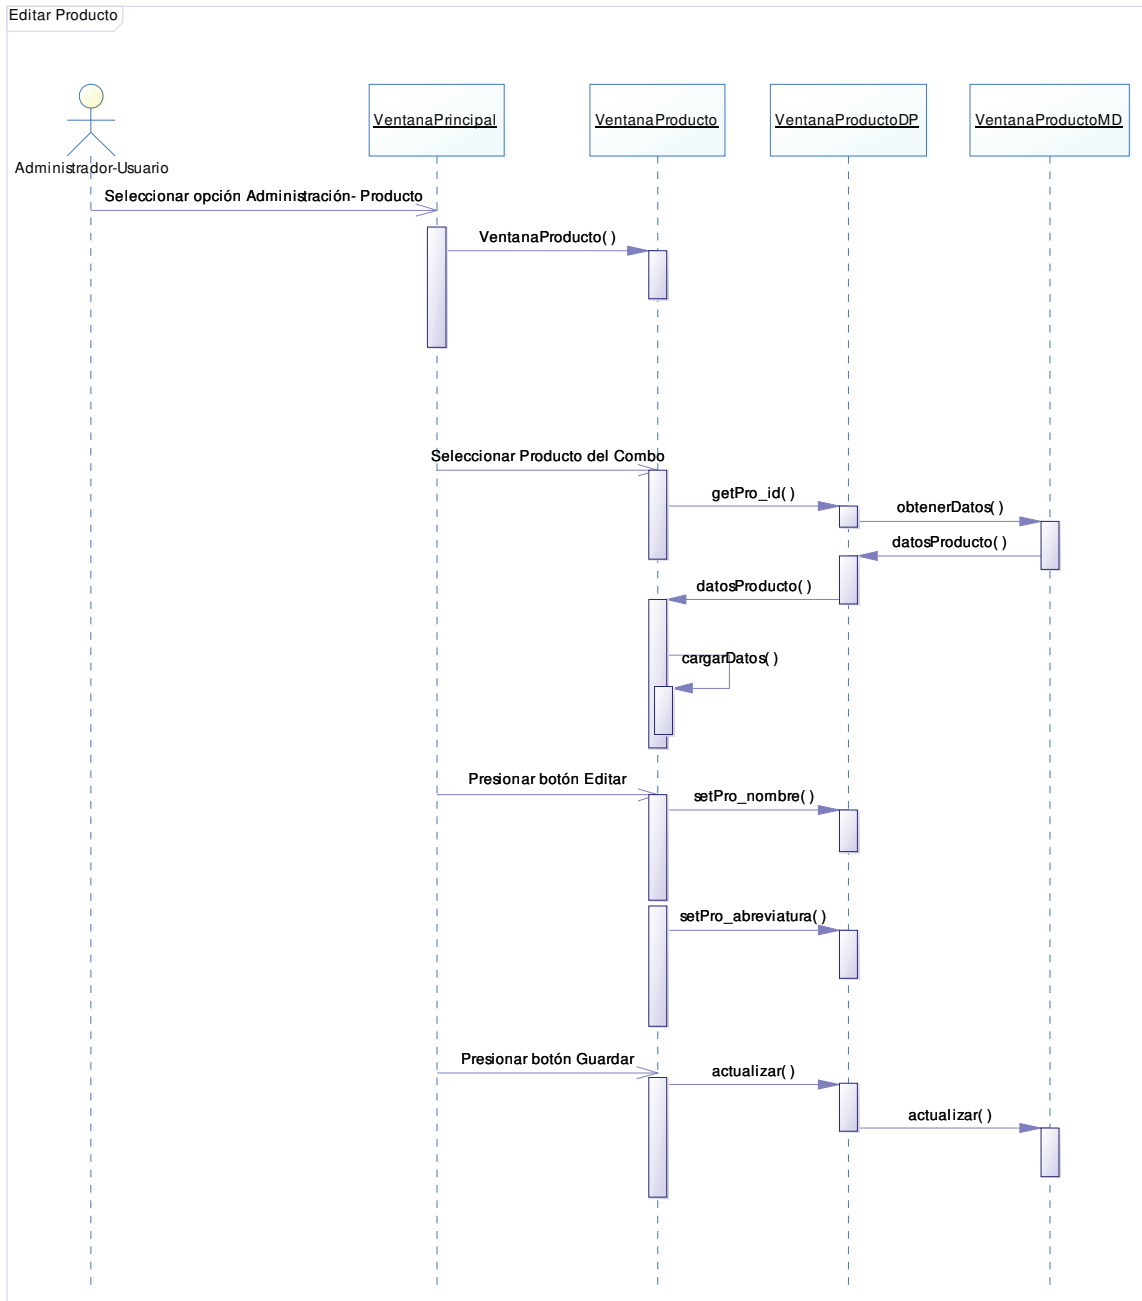 Editar Producto
Administrador-Usuario
VentanaPrincipal
VentanaProducto
VentanaProductoDP
VentanaProductoMD
Seleccionar opción Administración- Producto
VentanaProducto( )
Seleccionar Producto del Combo
getPro_id( )
obtenerDatos( )
datosProducto( )
datosProducto( )
cargarDatos( )
Presionar botón Editar
setPro_nombre( )
setPro_abreviatura( )
Presionar botón Guardar
actualizar( )
actualizar( )